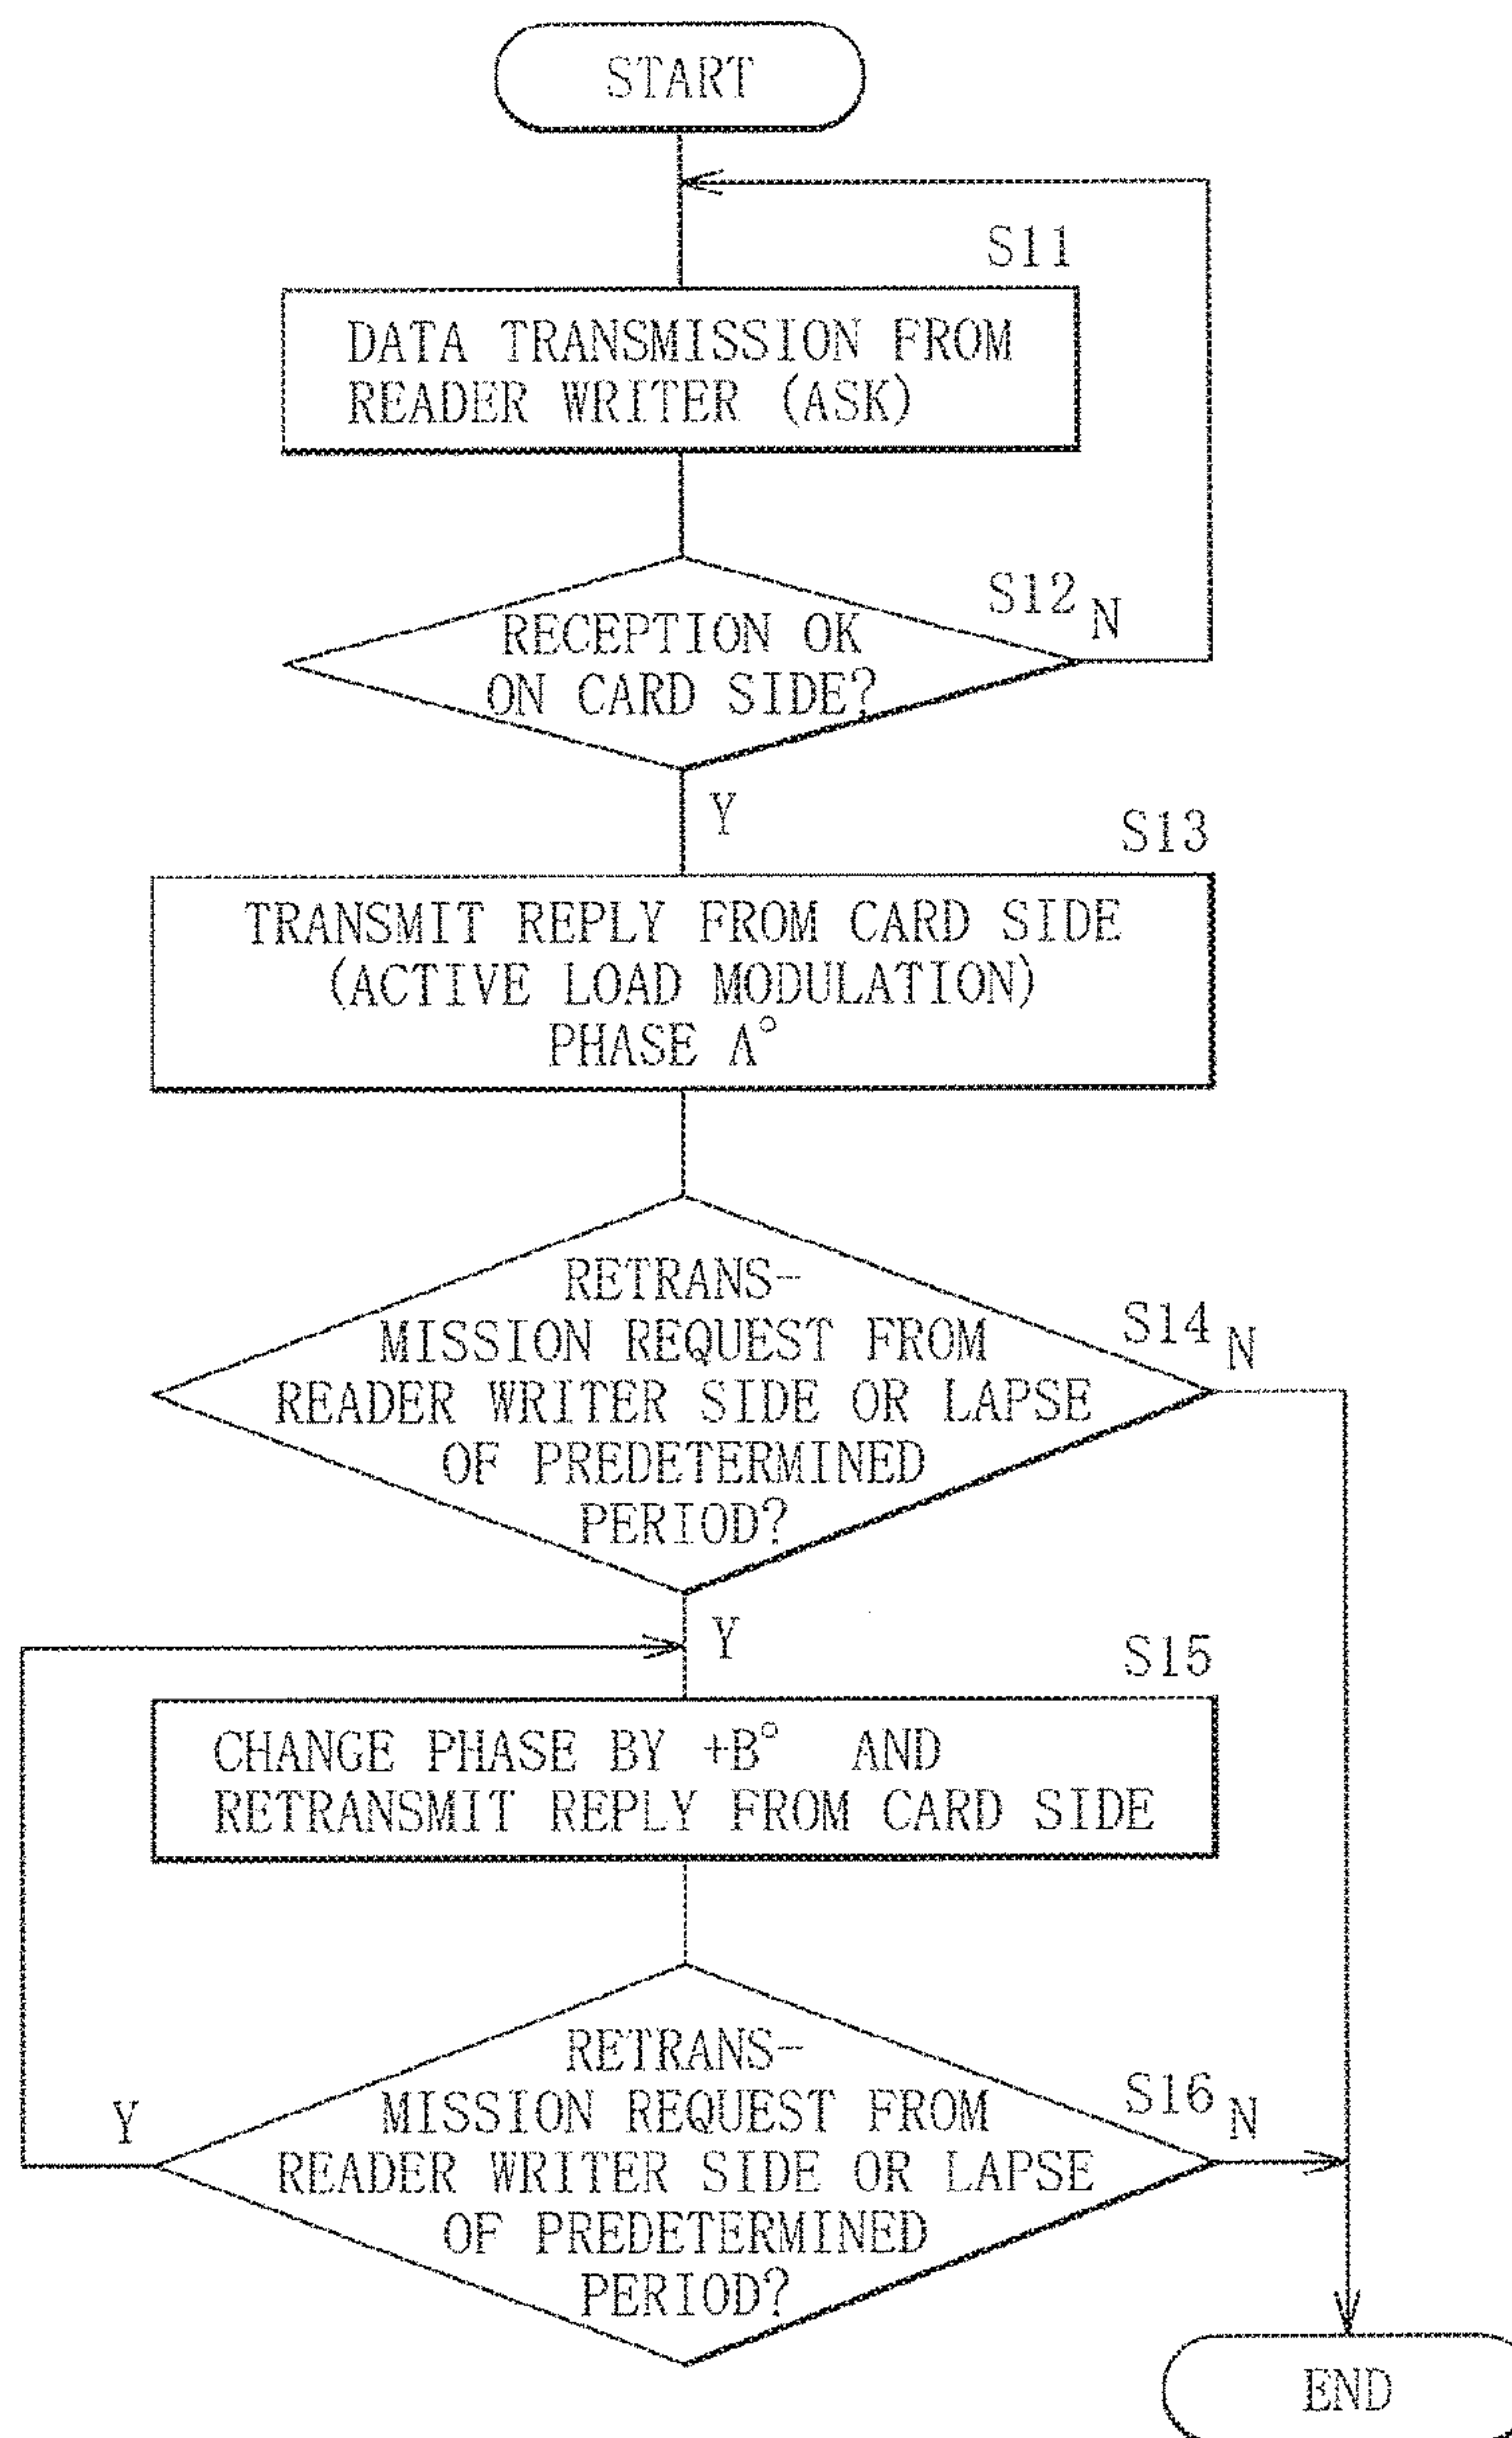 START
S11
DATA TRANSMISSION FROM
READER WRITER (ASK)
S12
N
RECEPTION OK
ON CARD SIDE?
Y
S13
TRANSMIT REPLY FROM CARD SIDE
(ACTIVE LOAD MODULATION)
PHASE A°
RETRANS-
S14
N
MISSION REQUEST FROM
READER WRITER SIDE OR LAPSE
OF PREDETERMINED
PERIOD?
Y
S15
CHANGE PHASE BY +B° AND
RETRANSMIT REPLY FROM CARD SIDE
RETRANS-
S16
N
Y
MISSION REQUEST FROM
READER WRITER SIDE OR LAPSE
OF PREDETERMINED
PERIOD?
END